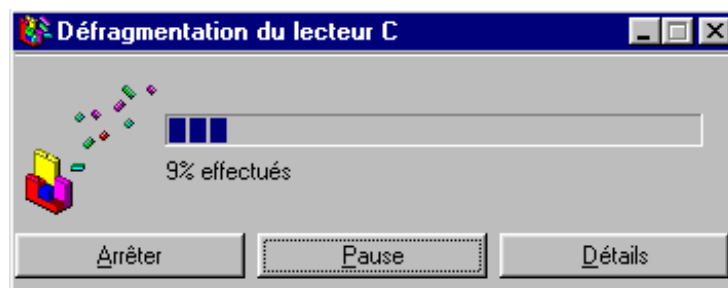 Défragmentation du lecteur C
9% effectués
Arrêter Pause Détails